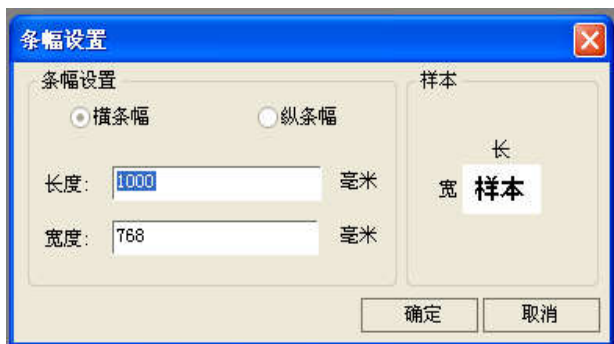 条幅设置
条幅设置
横条幅 纵条幅
长度: 1000 毫米
宽度: 768 毫米
样本
长
宽 样本
确定 取消